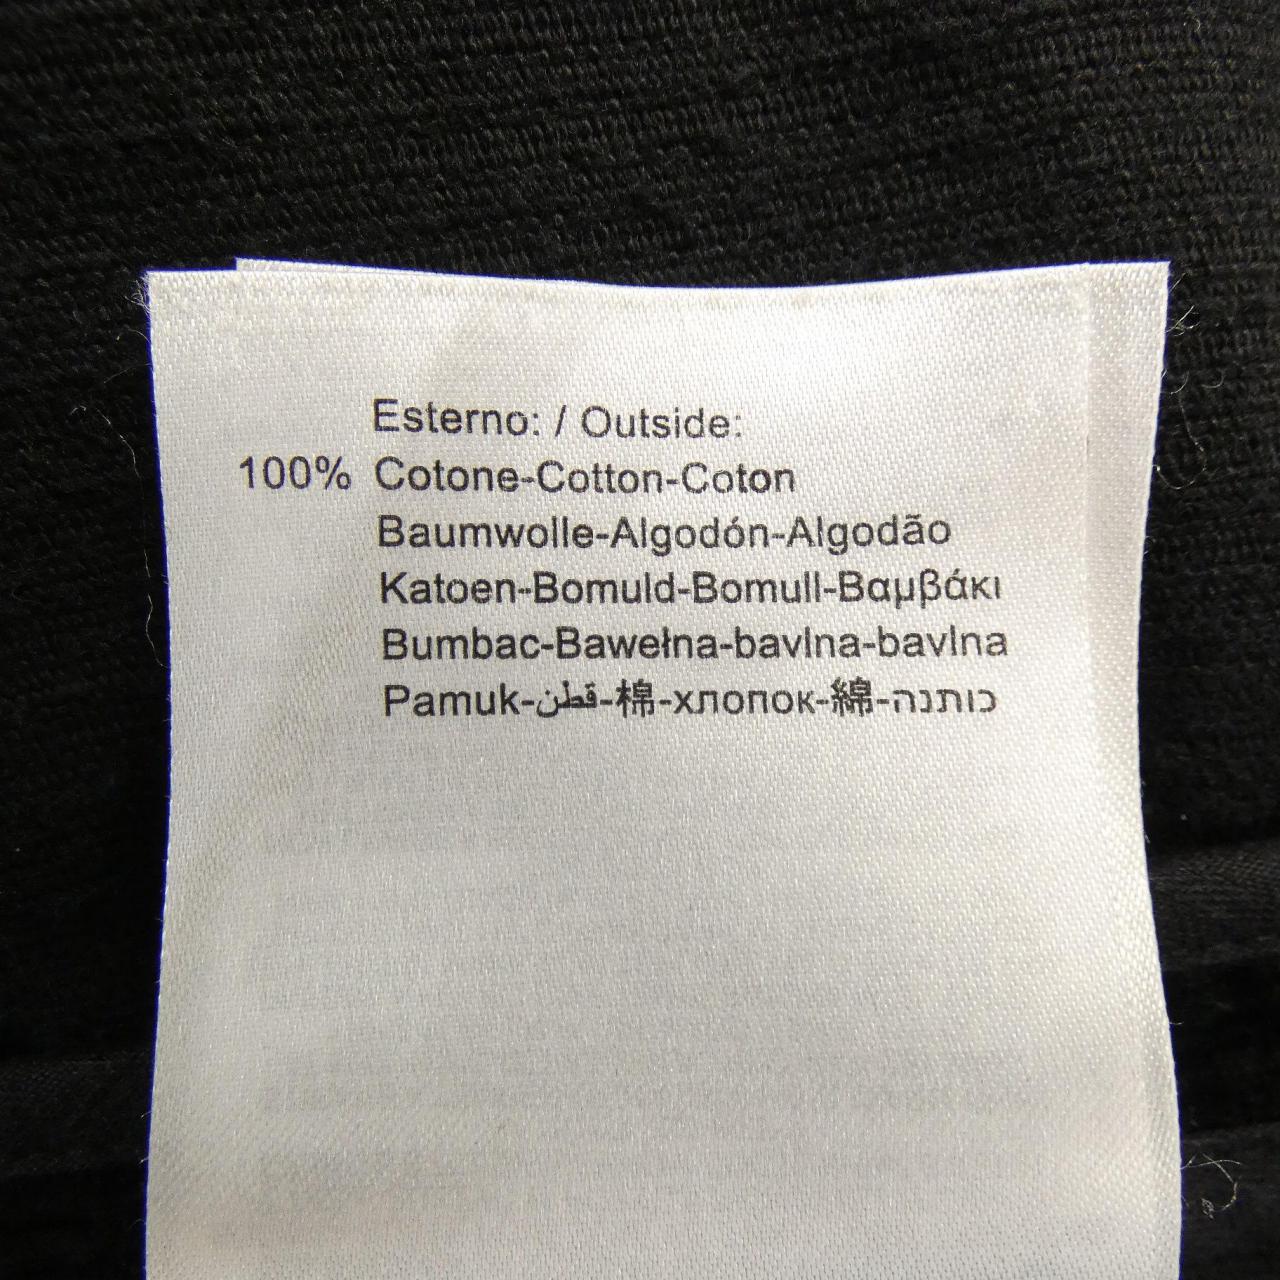 Esterno: / Outside:
100% Cotone-Cotton-Coton
Baumwolle-Algodón-Algodão
Katoen-Bomuld-Bomull-Βαμβάκι
Bumbac-Bawełna-bavlna-bavlna
Pamuk-قطن-棉-хлопок-綿-כותנה